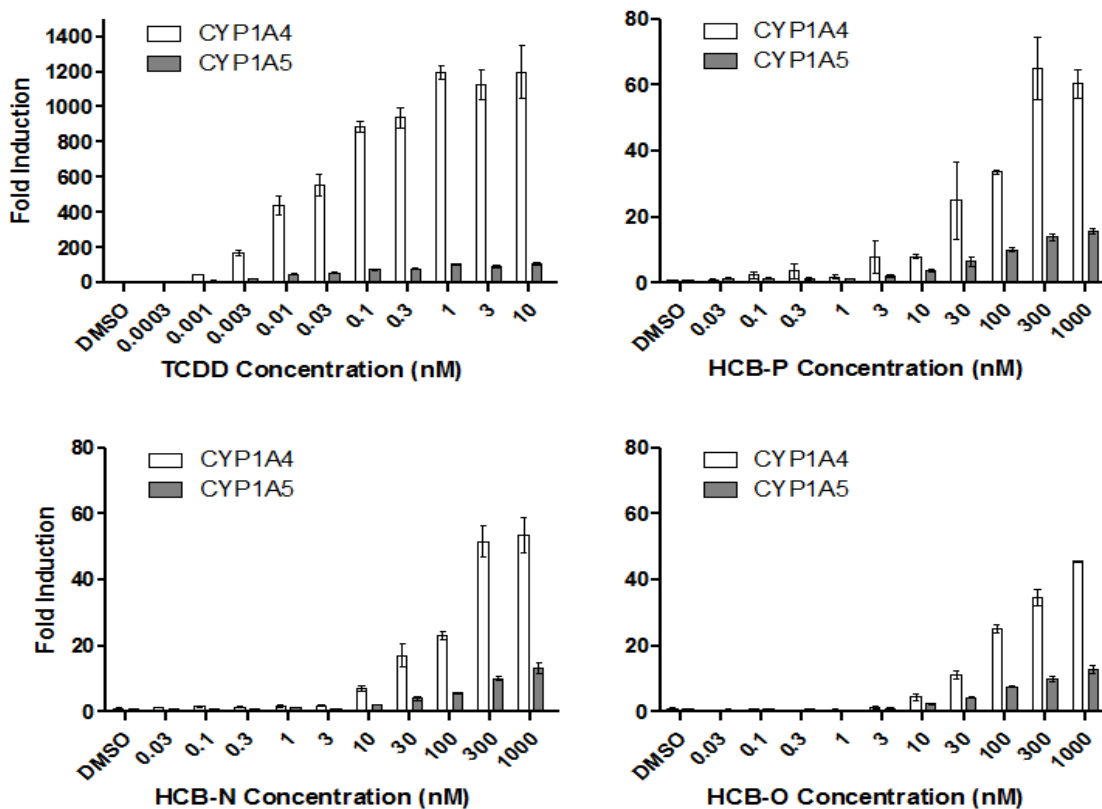 CYP1A4
CYP1A5
Fold Induction
1400
1200
1000
800
600
400
200
0
DMSO 0.0003 0.001 0.003 0.01 0.03 0.1 0.3 1 3 10
TCDD Concentration (nM)
CYP1A4
CYP1A5
80
60
40
20
0
DMSO 0.03 0.1 0.3 1 3 10 30 100 300 1000
HCB-P Concentration (nM)
CYP1A4
CYP1A5
Fold Induction
80
60
40
20
0
DMSO 0.03 0.1 0.3 1 3 10 30 100 300 1000
HCB-N Concentration (nM)
CYP1A4
CYP1A5
80
60
40
20
0
DMSO 0.03 0.1 0.3 1 3 10 30 100 300 1000
HCB-O Concentration (nM)